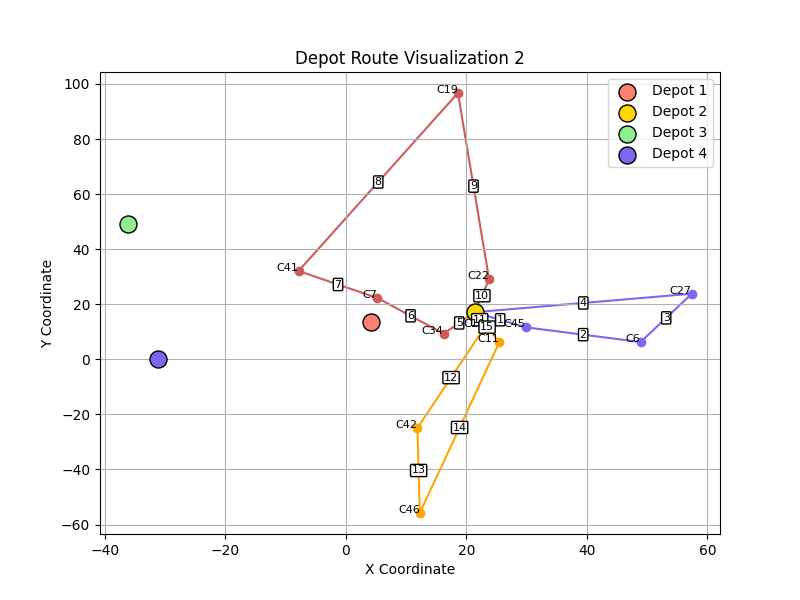 Depot Route Visualization 2
Depot 1
Depot 2
Depot 3
Depot 4
Y Coordinate
100
80
60
40
20
0
−20
−40
−60
C19
8
9
C41
7
C7
6
C34
5
C22
10
4
C27
3
C6
2
C45
1
11
15
C11
12
C42
13
14
C46
−40
−20
0
20
40
60
X Coordinate